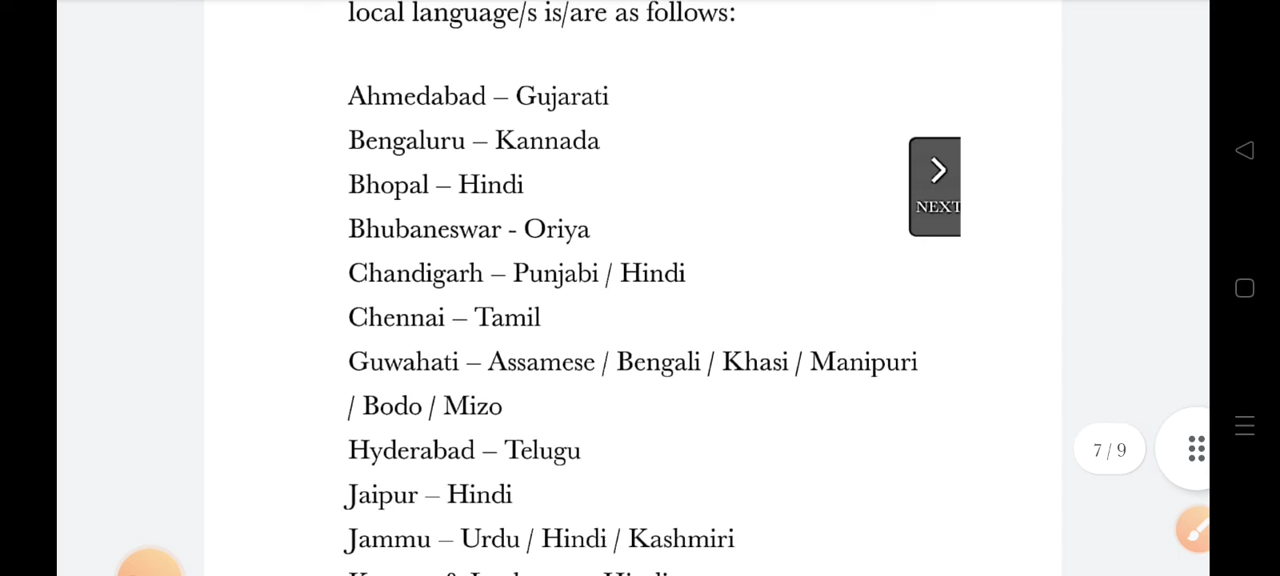 local language/s is/are as follows:
Ahmedabad – Gujarati
Bengaluru – Kannada
Bhopal – Hindi
Bhubaneswar - Oriya
Chandigarh – Punjabi / Hindi
Chennai – Tamil
Guwahati – Assamese / Bengali / Khasi / Manipuri
/ Bodo / Mizo
Hyderabad – Telugu
Jaipur – Hindi
Jammu – Urdu / Hindi / Kashmiri
NEXT
7 / 9